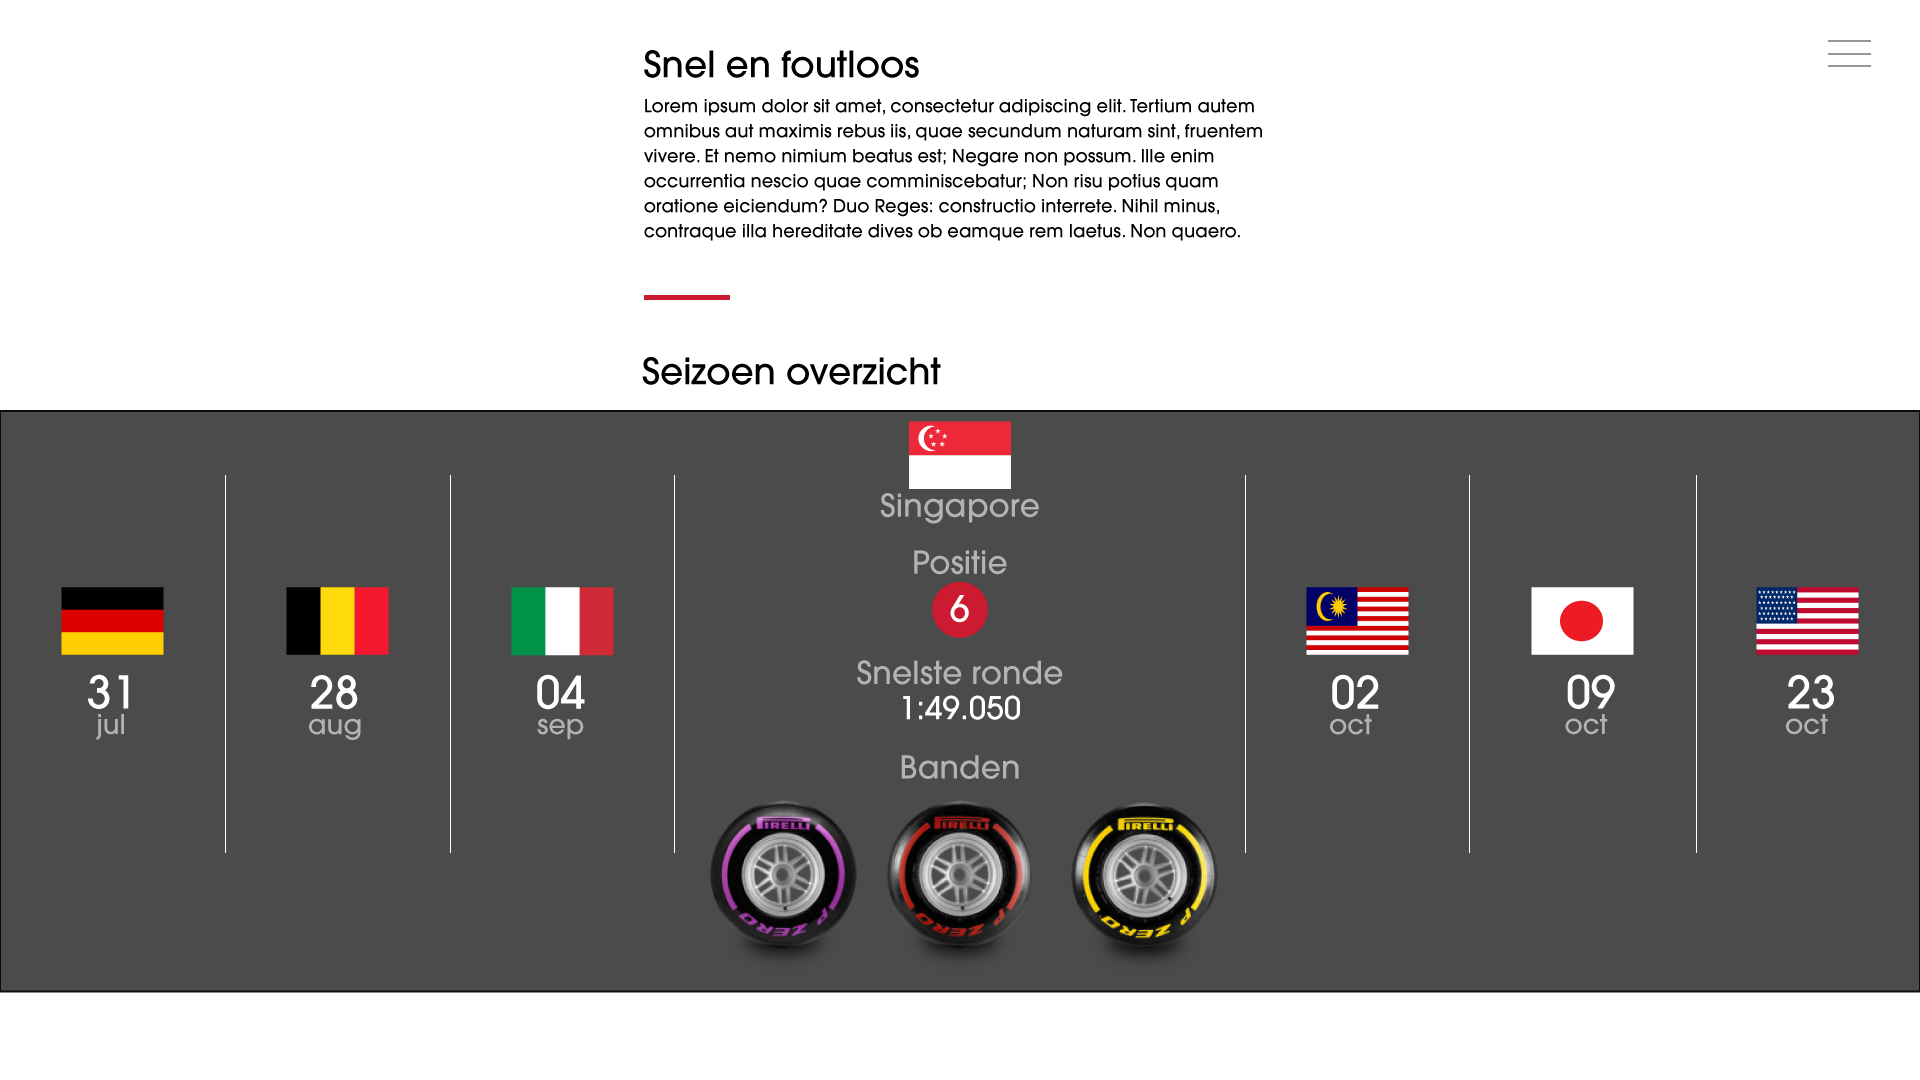 Snel en foutloos
Lorem ipsum dolor sit amet, consectetur adipiscing elit. Tertium autem
omnibus aut maximis rebus iis, quae secundum naturam sint, fruentem
vivere. Et nemo nimium beatus est; Negare non possum. Ille enim
occurrentia nescio quae comminiscebatur; Non risu potius quam
oratione eiciendum? Duo Reges: constructio interrete. Nihil minus,
contraque illa hereditate dives ob eamque rem laetus. Non quaero.
Seizoen overzicht
31
jul
28
aug
04
sep
Singapore
Positie
6
Snelste ronde
1:49.050
Banden
PIRELLI
P ZERO
PIRELLI
P ZERO
PIRELLI
P ZERO
02
oct
09
oct
23
oct